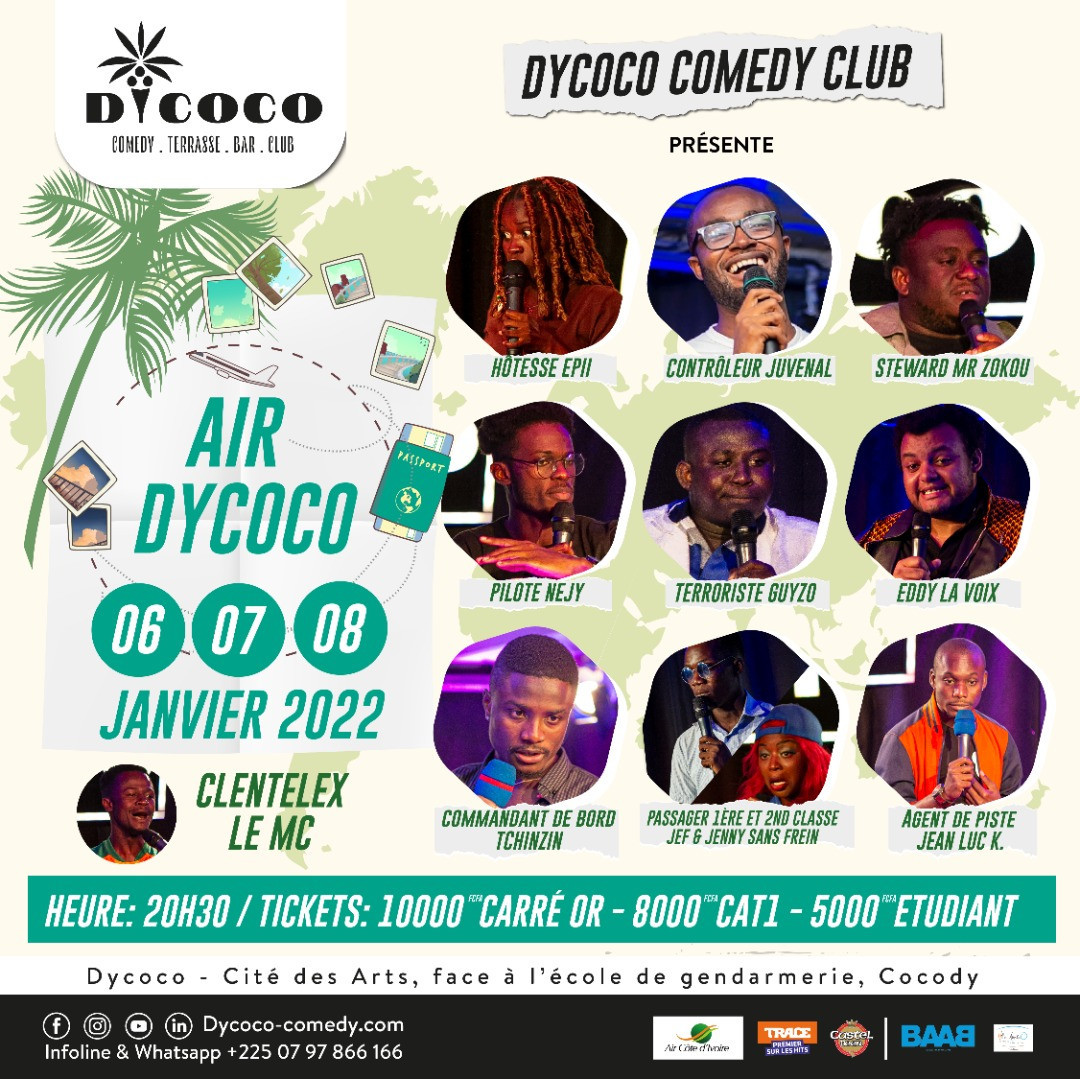 DYCOCO
COMEDY . TERRASSE . BAR . CLUB
DYCOCO COMEDY CLUB
PRÉSENTE
AIR
DYCOCO
PASSPORT
06 07 08
JANVIER 2022
CLENTELEX
LE MC
HÔTESSE EPII
CONTRÔLEUR JUVENAL
STEWARD MR ZOKOU
PILOTE NEJY
TERRORISTE GUYZO
EDDY LA VOIX
COMMANDANT DE BORD
TCHINZIN
PASSAGER 1ÈRE ET 2ND CLASSE
JEF & JENNY SANS FREIN
AGENT DE PISTE
JEAN LUC K.
HEURE: 20H30 / TICKETS: 10000 FCFA CARRÉ OR - 8000 FCFA CAT1 - 5000 FCFA ETUDIANT
Dycoco - Cité des Arts, face à l'école de gendarmerie, Cocody
Dycoco-comedy.com
Infoline & Whatsapp +225 07 97 866 166
Air Côte d'Ivoire
TRACE
PREMIER
SUR LES HITS
Castel
BAAB